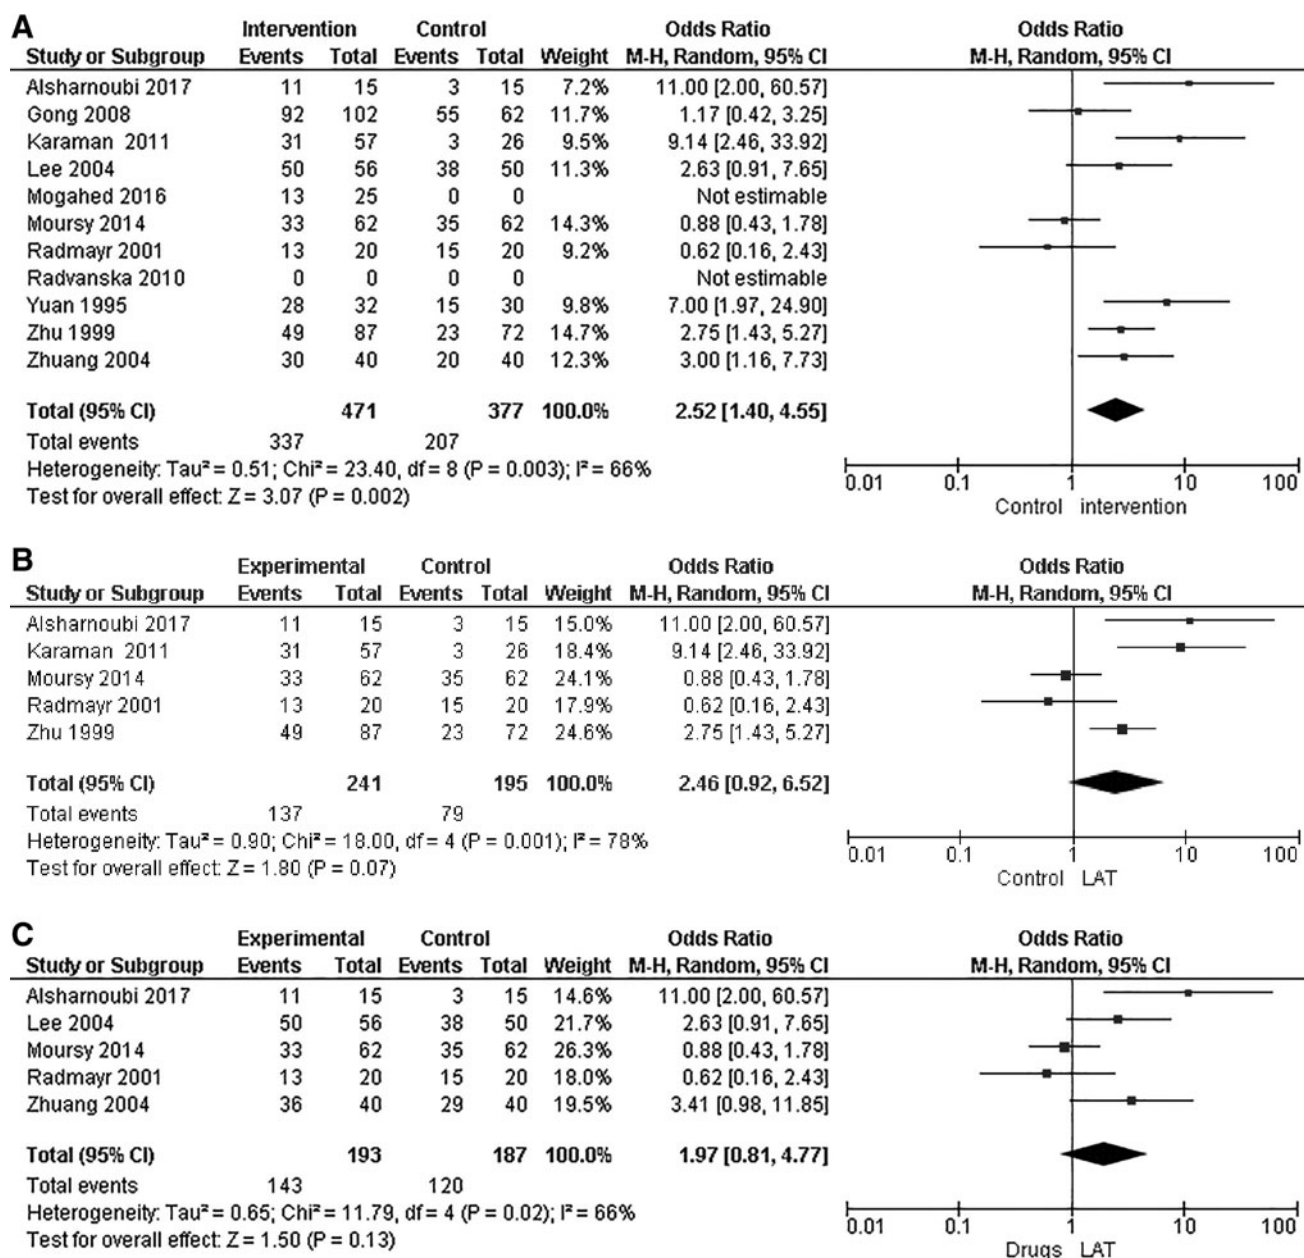 A
Intervention Control Odds Ratio Odds Ratio
Study or Subgroup Events Total Events Total Weight M-H, Random, 95% CI M-H, Random, 95% CI
Alsharnoubi 2017 11 15 3 15 7.2% 11.00 [2.00, 60.57]
Gong 2008 92 102 55 62 11.7% 1.17 [0.42, 3.25]
Karaman 2011 31 57 3 26 9.5% 9.14 [2.46, 33.92]
Lee 2004 50 56 38 50 11.3% 2.63 [0.91, 7.65]
Mogahed 2016 13 25 0 0 Not estimable
Moursy 2014 33 62 35 62 14.3% 0.88 [0.43, 1.78]
Radmayr 2001 13 20 15 20 9.2% 0.62 [0.16, 2.43]
Radvanska 2010 0 0 0 0 Not estimable
Yuan 1995 28 32 15 30 9.8% 7.00 [1.97, 24.90]
Zhu 1999 49 87 23 72 14.7% 2.75 [1.43, 5.27]
Zhuang 2004 30 40 20 40 12.3% 3.00 [1.16, 7.73]
Total (95% CI) 471 377 100.0% 2.52 [1.40, 4.55]
Total events 337 207
Heterogeneity: Tau² = 0.51; Chi² = 23.40, df = 8 (P = 0.003); I² = 66%
Test for overall effect: Z = 3.07 (P = 0.002)
0.01 0.1 1 10 100
Control intervention
B
Experimental Control Odds Ratio Odds Ratio
Study or Subgroup Events Total Events Total Weight M-H, Random, 95% CI M-H, Random, 95% CI
Alsharnoubi 2017 11 15 3 15 15.0% 11.00 [2.00, 60.57]
Karaman 2011 31 57 3 26 18.4% 9.14 [2.46, 33.92]
Moursy 2014 33 62 35 62 24.1% 0.88 [0.43, 1.78]
Radmayr 2001 13 20 15 20 17.9% 0.62 [0.16, 2.43]
Zhu 1999 49 87 23 72 24.6% 2.75 [1.43, 5.27]
Total (95% CI) 241 195 100.0% 2.46 [0.92, 6.52]
Total events 137 79
Heterogeneity: Tau² = 0.90; Chi² = 18.00, df = 4 (P = 0.001); I² = 78%
Test for overall effect: Z = 1.80 (P = 0.07)
0.01 0.1 1 10 100
Control LAT
C
Experimental Control Odds Ratio Odds Ratio
Study or Subgroup Events Total Events Total Weight M-H, Random, 95% CI M-H, Random, 95% CI
Alsharnoubi 2017 11 15 3 15 14.6% 11.00 [2.00, 60.57]
Lee 2004 50 56 38 50 21.7% 2.63 [0.91, 7.65]
Moursy 2014 33 62 35 62 26.3% 0.88 [0.43, 1.78]
Radmayr 2001 13 20 15 20 18.0% 0.62 [0.16, 2.43]
Zhuang 2004 36 40 29 40 19.5% 3.41 [0.98, 11.85]
Total (95% CI) 193 187 100.0% 1.97 [0.81, 4.77]
Total events 143 120
Heterogeneity: Tau² = 0.65; Chi² = 11.79, df = 4 (P = 0.02); I² = 66%
Test for overall effect: Z = 1.50 (P = 0.13)
0.01 0.1 1 10 100
Drugs LAT